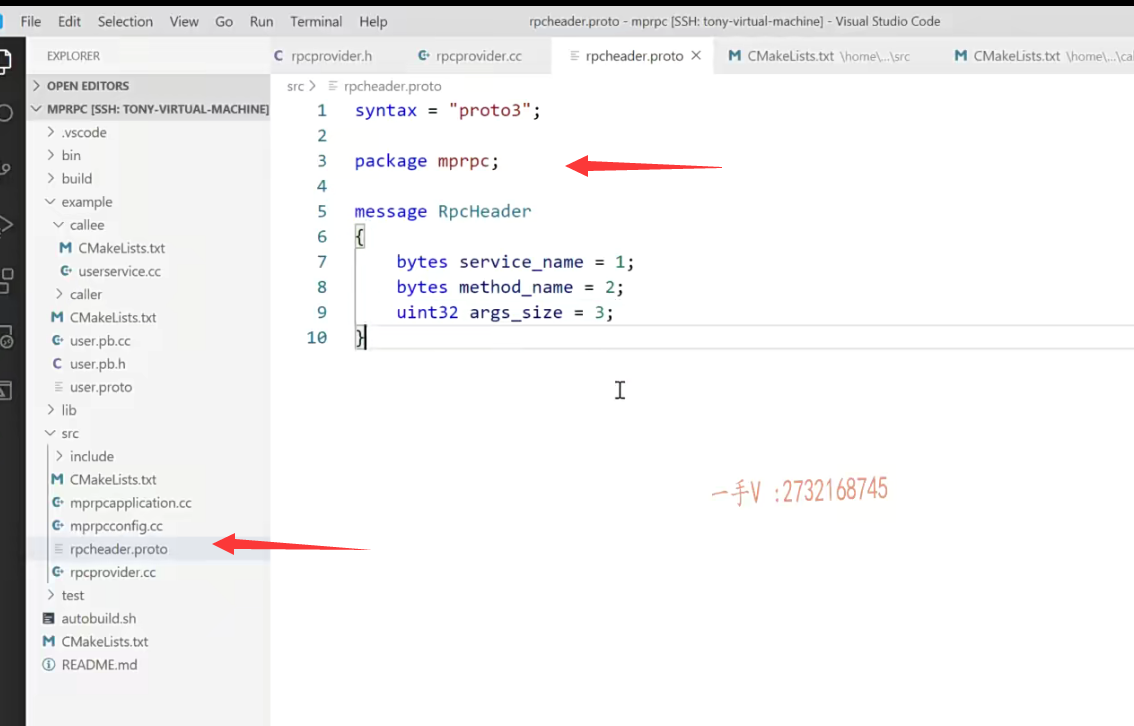 File Edit Selection View Go Run Terminal Help rpcheader.proto - mprpc [SSH: tony-virtual-machine] - Visual Studio Code
EXPLORER
rpcprovider.h rpcprovider.cc rpcheader.proto CMakeLists.txt \home\...\src CMakeLists.txt \home\...\cal
OPEN EDITORS
MPRPC [SSH: TONY-VIRTUAL-MACHINE]
.vscode
bin
build
example
callee
CMakeLists.txt
userservice.cc
caller
CMakeLists.txt
user.pb.cc
user.pb.h
user.proto
lib
src
include
CMakeLists.txt
mprpcapplication.cc
mprpcconfig.cc
rpcheader.proto
rpcprovider.cc
test
autobuild.sh
CMakeLists.txt
README.md
src > rpcheader.proto
1 syntax = "proto3";
2
3 package mprpc;
4
5 message RpcHeader
6 {
7 bytes service_name = 1;
8 bytes method_name = 2;
9 uint32 args_size = 3;
10 }
一手V :2732168745